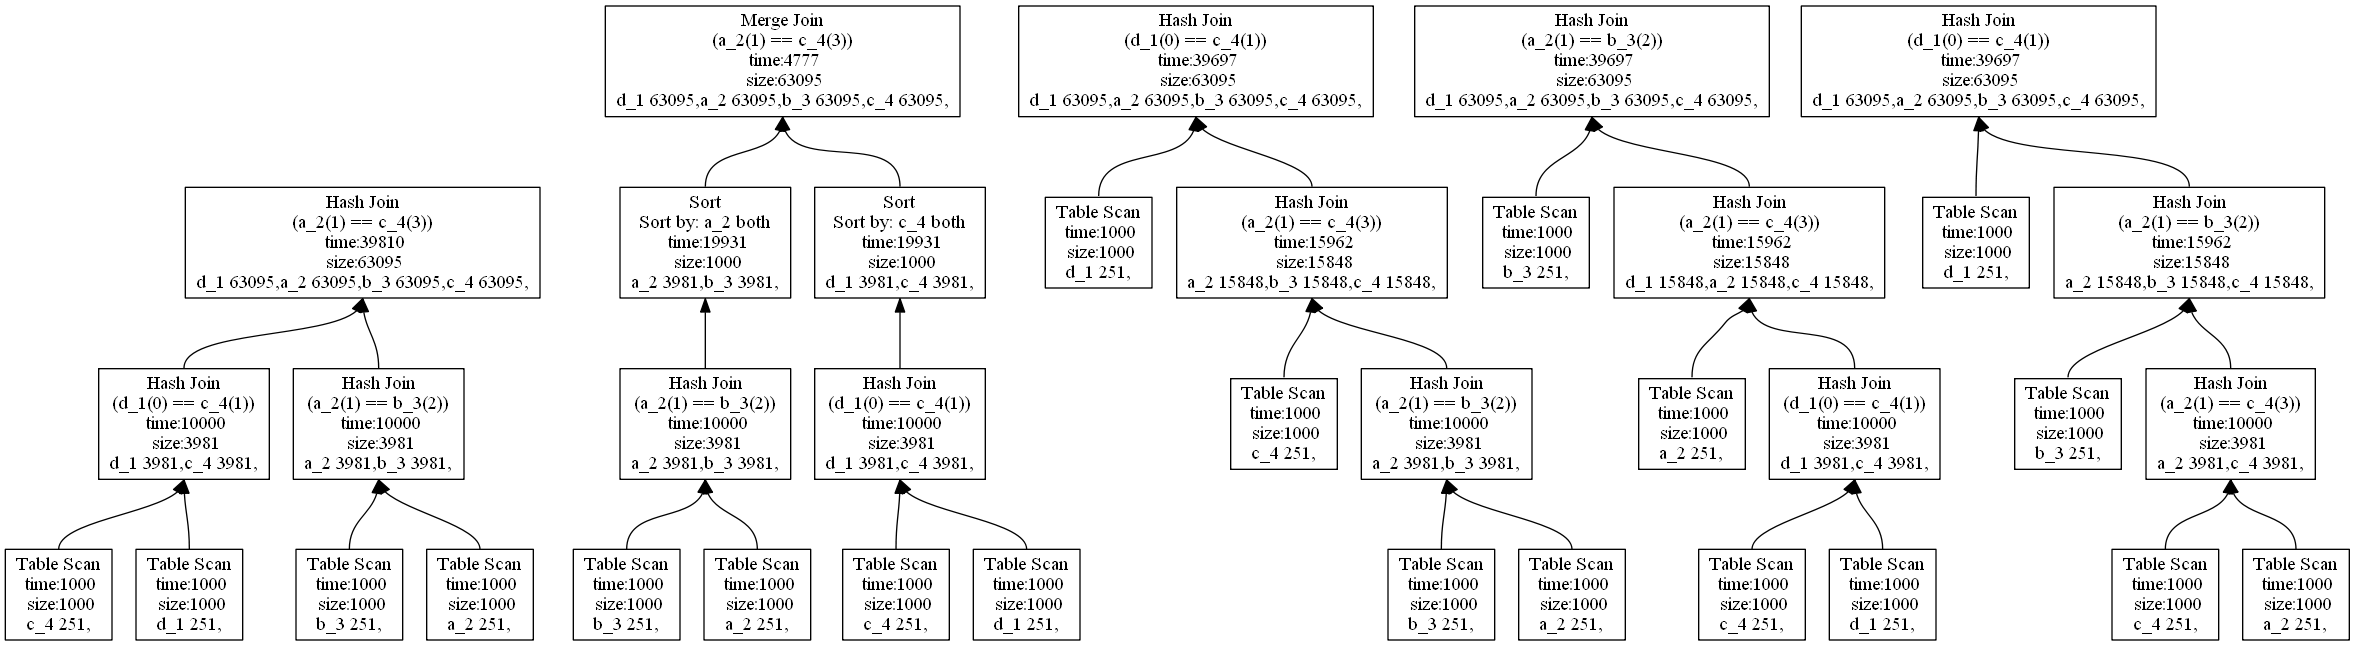 Merge Join
(a_2(1) == c_4(3))
time:4777
size:63095
d_1 63095,a_2 63095,b_3 63095,c_4 63095,
Hash Join
(d_1(0) == c_4(1))
time:39697
size:63095
d_1 63095,a_2 63095,b_3 63095,c_4 63095,
Hash Join
(a_2(1) == b_3(2))
time:39697
size:63095
d_1 63095,a_2 63095,b_3 63095,c_4 63095,
Hash Join
(d_1(0) == c_4(1))
time:39697
size:63095
d_1 63095,a_2 63095,b_3 63095,c_4 63095,
Hash Join
(a_2(1) == c_4(3))
time:39810
size:63095
d_1 63095,a_2 63095,b_3 63095,c_4 63095,
Sort
Sort by: a_2 both
time:19931
size:1000
a_2 3981,b_3 3981,
Sort
Sort by: c_4 both
time:19931
size:1000
d_1 3981,c_4 3981,
Table Scan
time:1000
size:1000
d_1 251,
Hash Join
(a_2(1) == c_4(3))
time:15962
size:15848
a_2 15848,b_3 15848,c_4 15848,
Table Scan
time:1000
size:1000
b_3 251,
Hash Join
(a_2(1) == c_4(3))
time:15962
size:15848
d_1 15848,a_2 15848,c_4 15848,
Table Scan
time:1000
size:1000
d_1 251,
Hash Join
(a_2(1) == b_3(2))
time:15962
size:15848
a_2 15848,b_3 15848,c_4 15848,
Hash Join
(d_1(0) == c_4(1))
time:10000
size:3981
d_1 3981,c_4 3981,
Hash Join
(a_2(1) == b_3(2))
time:10000
size:3981
a_2 3981,b_3 3981,
Hash Join
(a_2(1) == b_3(2))
time:10000
size:3981
a_2 3981,b_3 3981,
Hash Join
(d_1(0) == c_4(1))
time:10000
size:3981
d_1 3981,c_4 3981,
Table Scan
time:1000
size:1000
c_4 251,
Hash Join
(a_2(1) == b_3(2))
time:10000
size:3981
a_2 3981,b_3 3981,
Table Scan
time:1000
size:1000
a_2 251,
Hash Join
(d_1(0) == c_4(1))
time:10000
size:3981
d_1 3981,c_4 3981,
Table Scan
time:1000
size:1000
b_3 251,
Hash Join
(a_2(1) == c_4(3))
time:10000
size:3981
a_2 3981,c_4 3981,
Table Scan
time:1000
size:1000
c_4 251,
Table Scan
time:1000
size:1000
d_1 251,
Table Scan
time:1000
size:1000
b_3 251,
Table Scan
time:1000
size:1000
a_2 251,
Table Scan
time:1000
size:1000
b_3 251,
Table Scan
time:1000
size:1000
a_2 251,
Table Scan
time:1000
size:1000
c_4 251,
Table Scan
time:1000
size:1000
d_1 251,
Table Scan
time:1000
size:1000
b_3 251,
Table Scan
time:1000
size:1000
a_2 251,
Table Scan
time:1000
size:1000
c_4 251,
Table Scan
time:1000
size:1000
d_1 251,
Table Scan
time:1000
size:1000
c_4 251,
Table Scan
time:1000
size:1000
a_2 251,